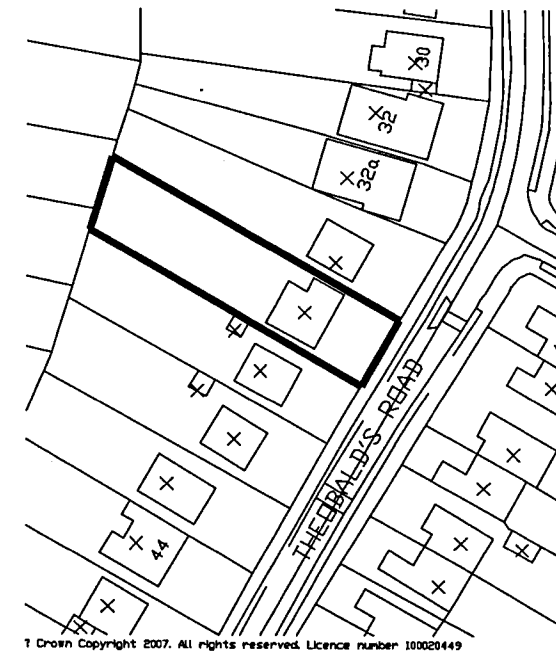 30
32
32a
THEOBALD'S ROAD
44
? Crown Copyright 2007. All rights reserved. Licence number 100020449